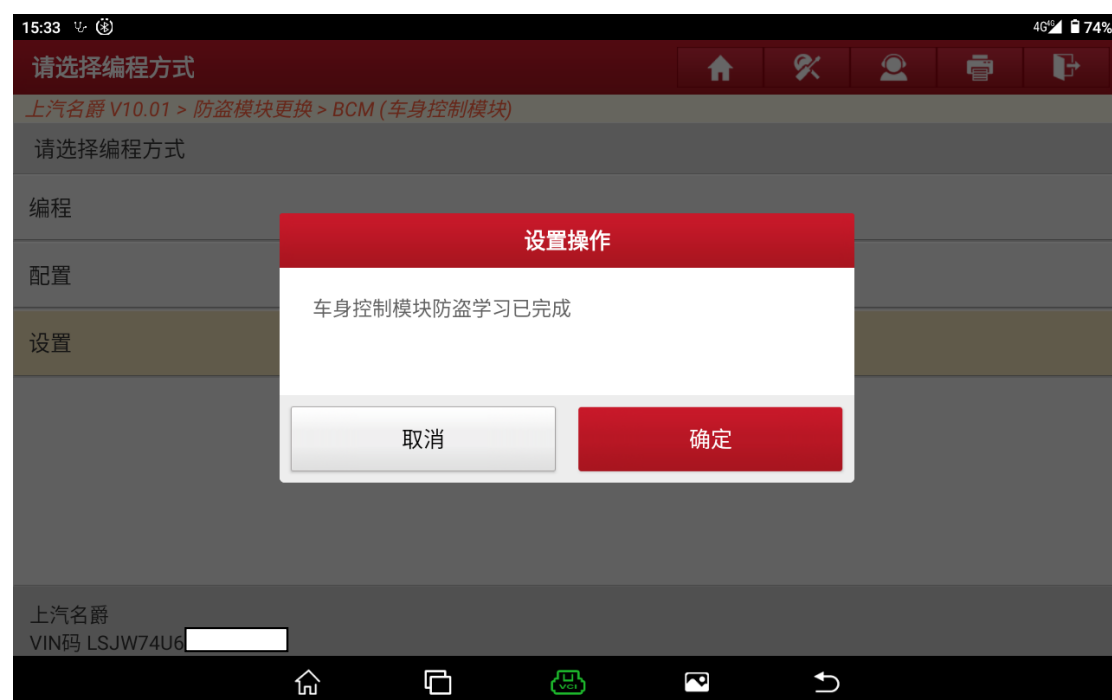 15:33
4G 4G 74%
请选择编程方式
上汽名爵 V10.01 > 防盗模块更换 > BCM (车身控制模块)
请选择编程方式
编程
设置操作
配置
车身控制模块防盗学习已完成
设置
取消
确定
上汽名爵
VIN码 LSJW74U6
VCI